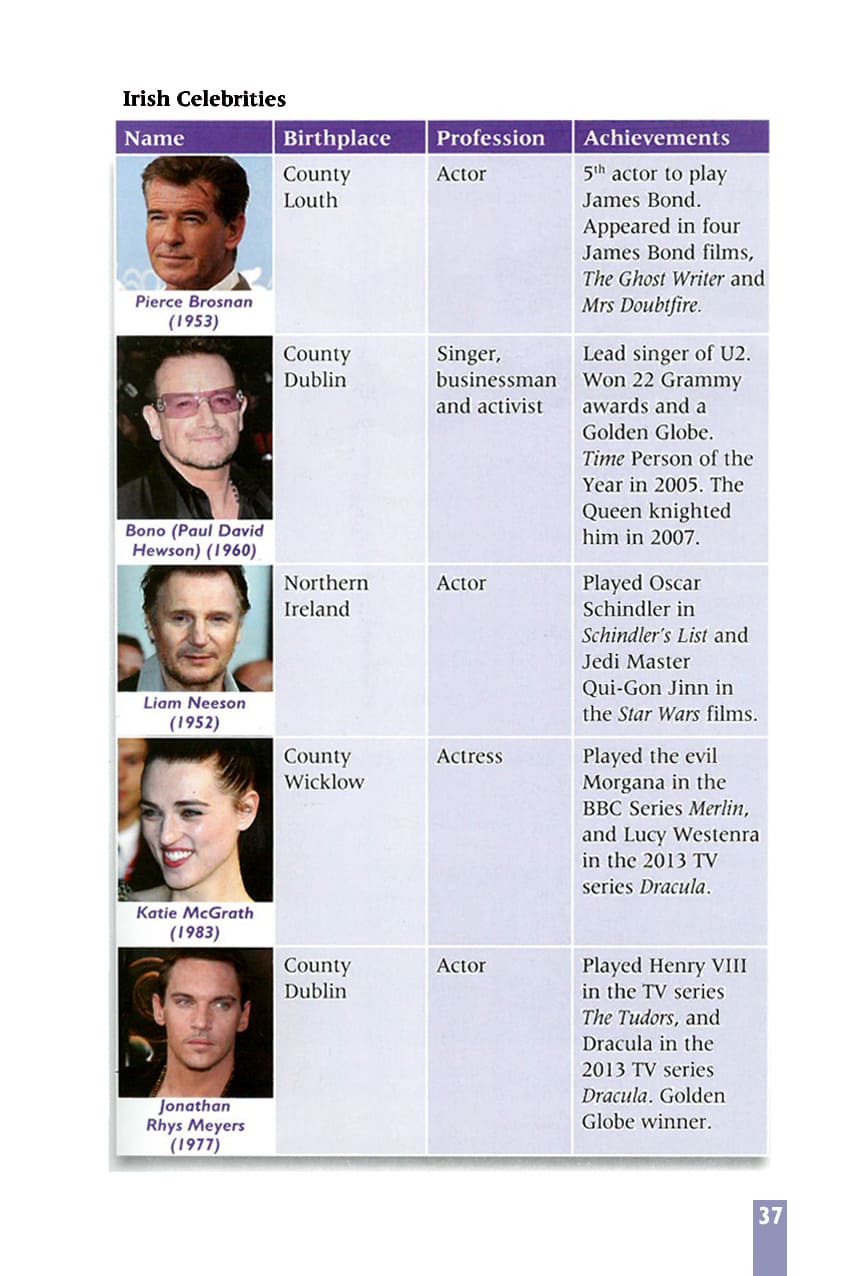 Irish Celebrities
Name Birthplace Profession Achievements
Pierce Brosnan
(1953)
County
Louth
Actor
5th actor to play
James Bond.
Appeared in four
James Bond films,
The Ghost Writer and
Mrs Doubtfire.
Bono (Paul David
Hewson) (1960)
County
Dublin
Singer,
businessman
and activist
Lead singer of U2.
Won 22 Grammy
awards and a
Golden Globe.
Time Person of the
Year in 2005. The
Queen knighted
him in 2007.
Liam Neeson
(1952)
Northern
Ireland
Actor
Played Oscar
Schindler in
Schindler's List and
Jedi Master
Qui-Gon Jinn in
the Star Wars films.
Katie McGrath
(1983)
County
Wicklow
Actress
Played the evil
Morgana in the
BBC Series Merlin,
and Lucy Westenra
in the 2013 TV
series Dracula.
Jonathan
Rhys Meyers
(1977)
County
Dublin
Actor
Played Henry VIII
in the TV series
The Tudors, and
Dracula in the
2013 TV series
Dracula. Golden
Globe winner.
37